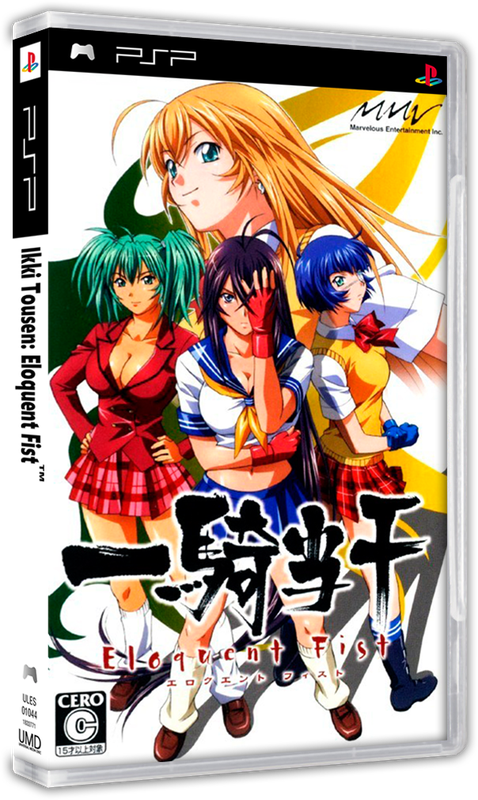 PSP
PSP
Ikki Tousen: Eloquent Fist™
Marvelous Entertainment Inc.
一騎当千
Eloquent Fist
エロクエント フィスト
CERO
C
15才以上対象
ULES
01044
UMD